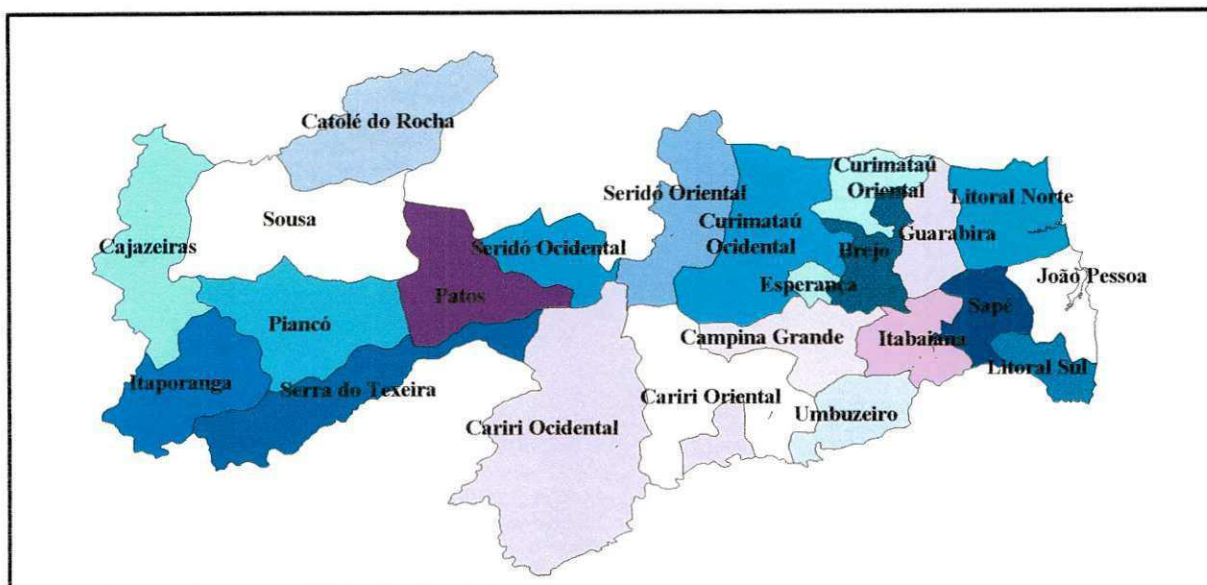 Catolé do Rocha
Curimataú
Oriental
Seridó Oriental
Litoral Norte
Sousa
Curimataú
Ocidental
Guarabira
Cajazeiras
Seridó Ocidental
Brejo
João Pessoa
Esperança
Patos
Sapé
Piancó
Campina Grande
Itabaiana
Litoral Sul
Itaporanga
Serra do Texeira
Cariri Oriental
Umbuzeiro
Cariri Ocidental